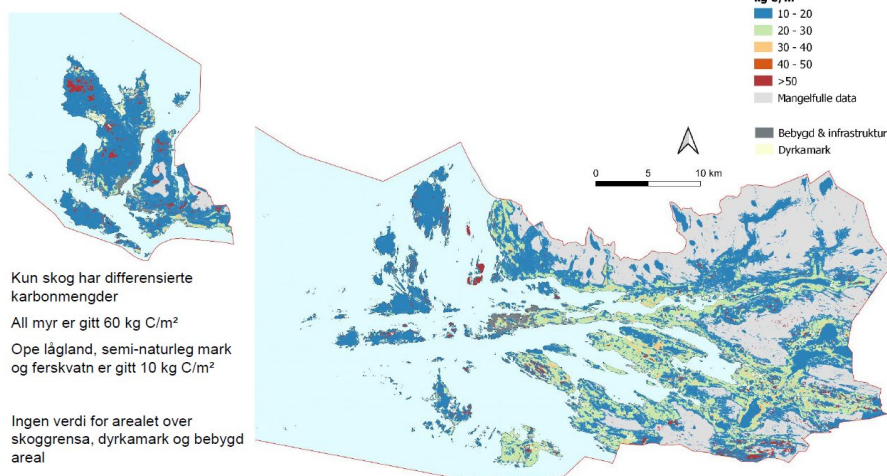 kg C/m²
10 - 20
20 - 30
30 - 40
40 - 50
>50
Mangelfulle data
Bebygd & infrastruktur
Dyrkamark
0 5 10 km
Kun skog har differensierte
karbonmengder
All myr er gitt 60 kg C/m²
Ope lågland, semi-naturleg mark
og ferskvatn er gitt 10 kg C/m²
Ingen verdi for arealet over
skoggrensa, dyrkamark og bebygd
areal